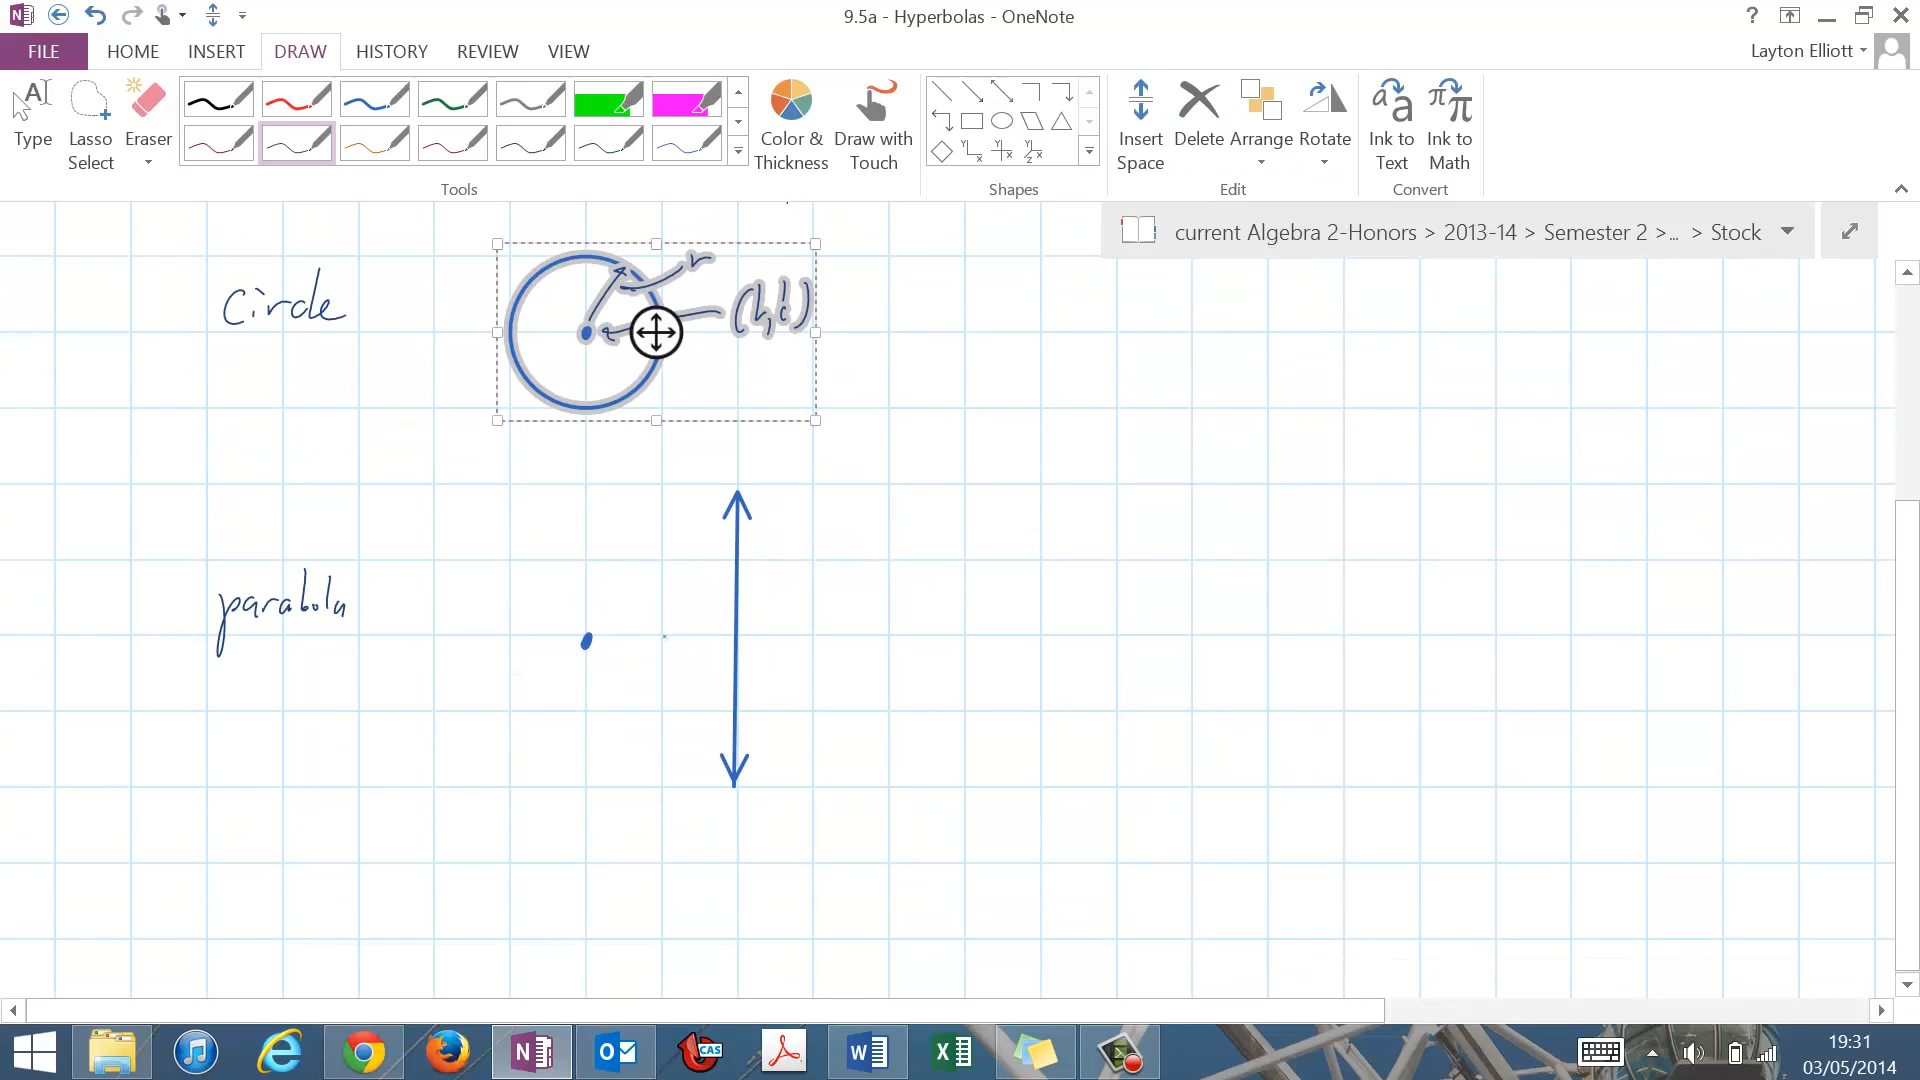 9.5a - Hyperbolas - OneNote
?
FILE
HOME
INSERT
DRAW
HISTORY
REVIEW
VIEW
Layton Elliott
Type
Lasso Select
Eraser
Color & Thickness
Draw with Touch
Insert Space
Delete
Arrange
Rotate
Ink to Text
Ink to Math
Tools
Shapes
Edit
Convert
current Algebra 2-Honors > 2013-14 > Semester 2 >... > Stock
Circle
r
(h,k)
parabola
CAS
19:31
03/05/2014